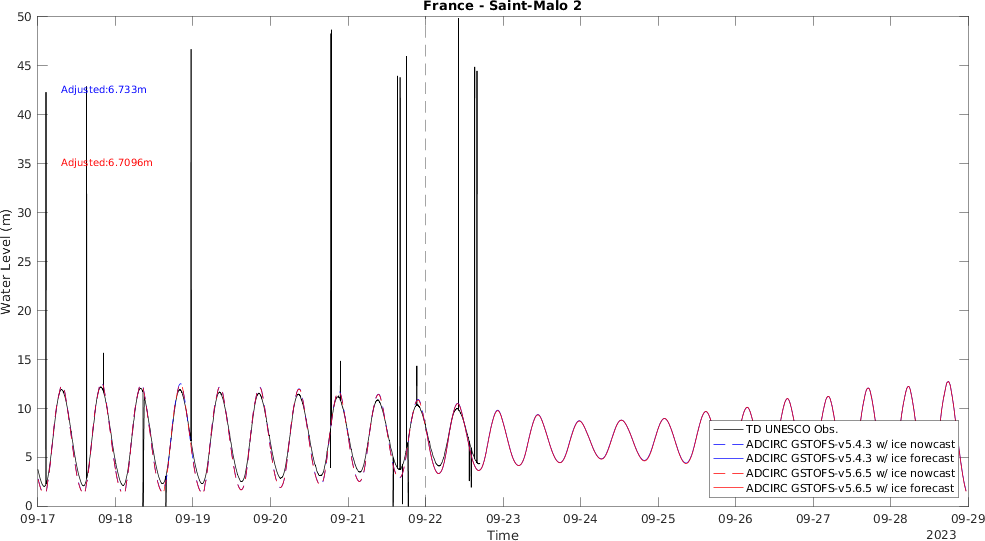 France - Saint-Malo 2
50
45
40
35
30
25
20
15
10
5
0
Water Level (m)
Adjusted:6.733m
Adjusted:6.7096m
TD UNESCO Obs.
ADCIRC GSTOFS-v5.4.3 w/ ice nowcast
ADCIRC GSTOFS-v5.4.3 w/ ice forecast
ADCIRC GSTOFS-v5.6.5 w/ ice nowcast
ADCIRC GSTOFS-v5.6.5 w/ ice forecast
09-17 09-18 09-19 09-20 09-21 09-22 09-23 09-24 09-25 09-26 09-27 09-28 09-29
Time
2023